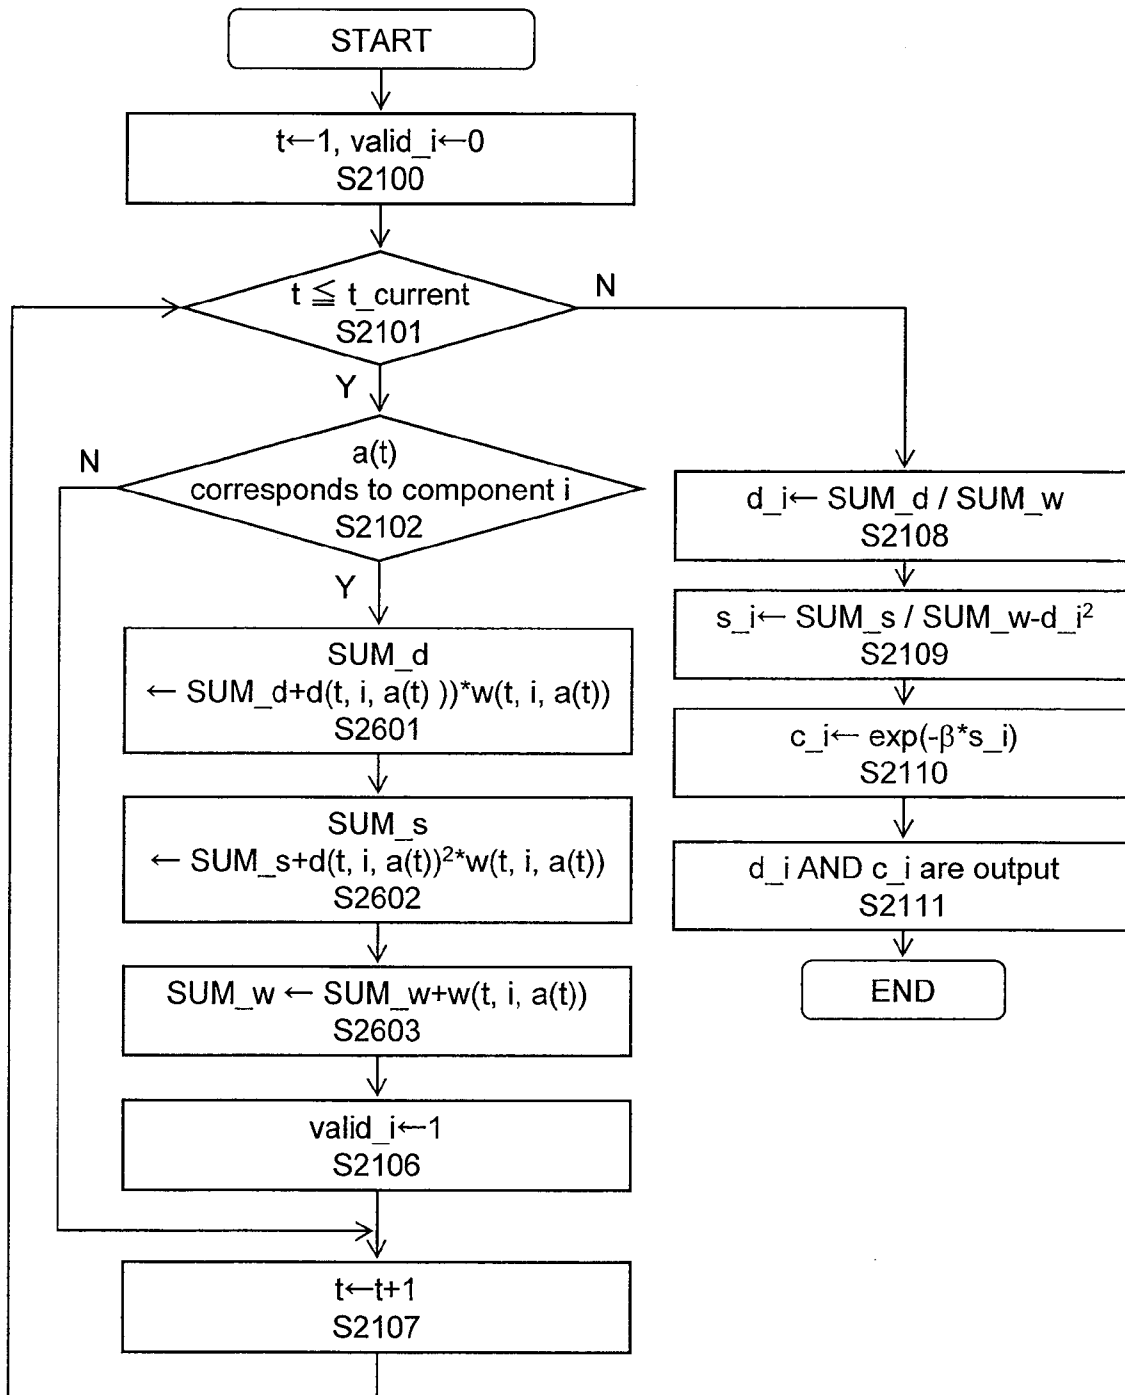 START
t←1, valid_i←0
S2100
t ≦ t_current
S2101
N
Y
a(t)
corresponds to component i
S2102
N
Y
SUM_d
← SUM_d+d(t, i, a(t) ))*w(t, i, a(t))
S2601
SUM_s
← SUM_s+d(t, i, a(t))²*w(t, i, a(t))
S2602
SUM_w ← SUM_w+w(t, i, a(t))
S2603
valid_i←1
S2106
t←t+1
S2107
d_i← SUM_d / SUM_w
S2108
s_i← SUM_s / SUM_w-d_i²
S2109
c_i← exp(-β*s_i)
S2110
d_i AND c_i are output
S2111
END